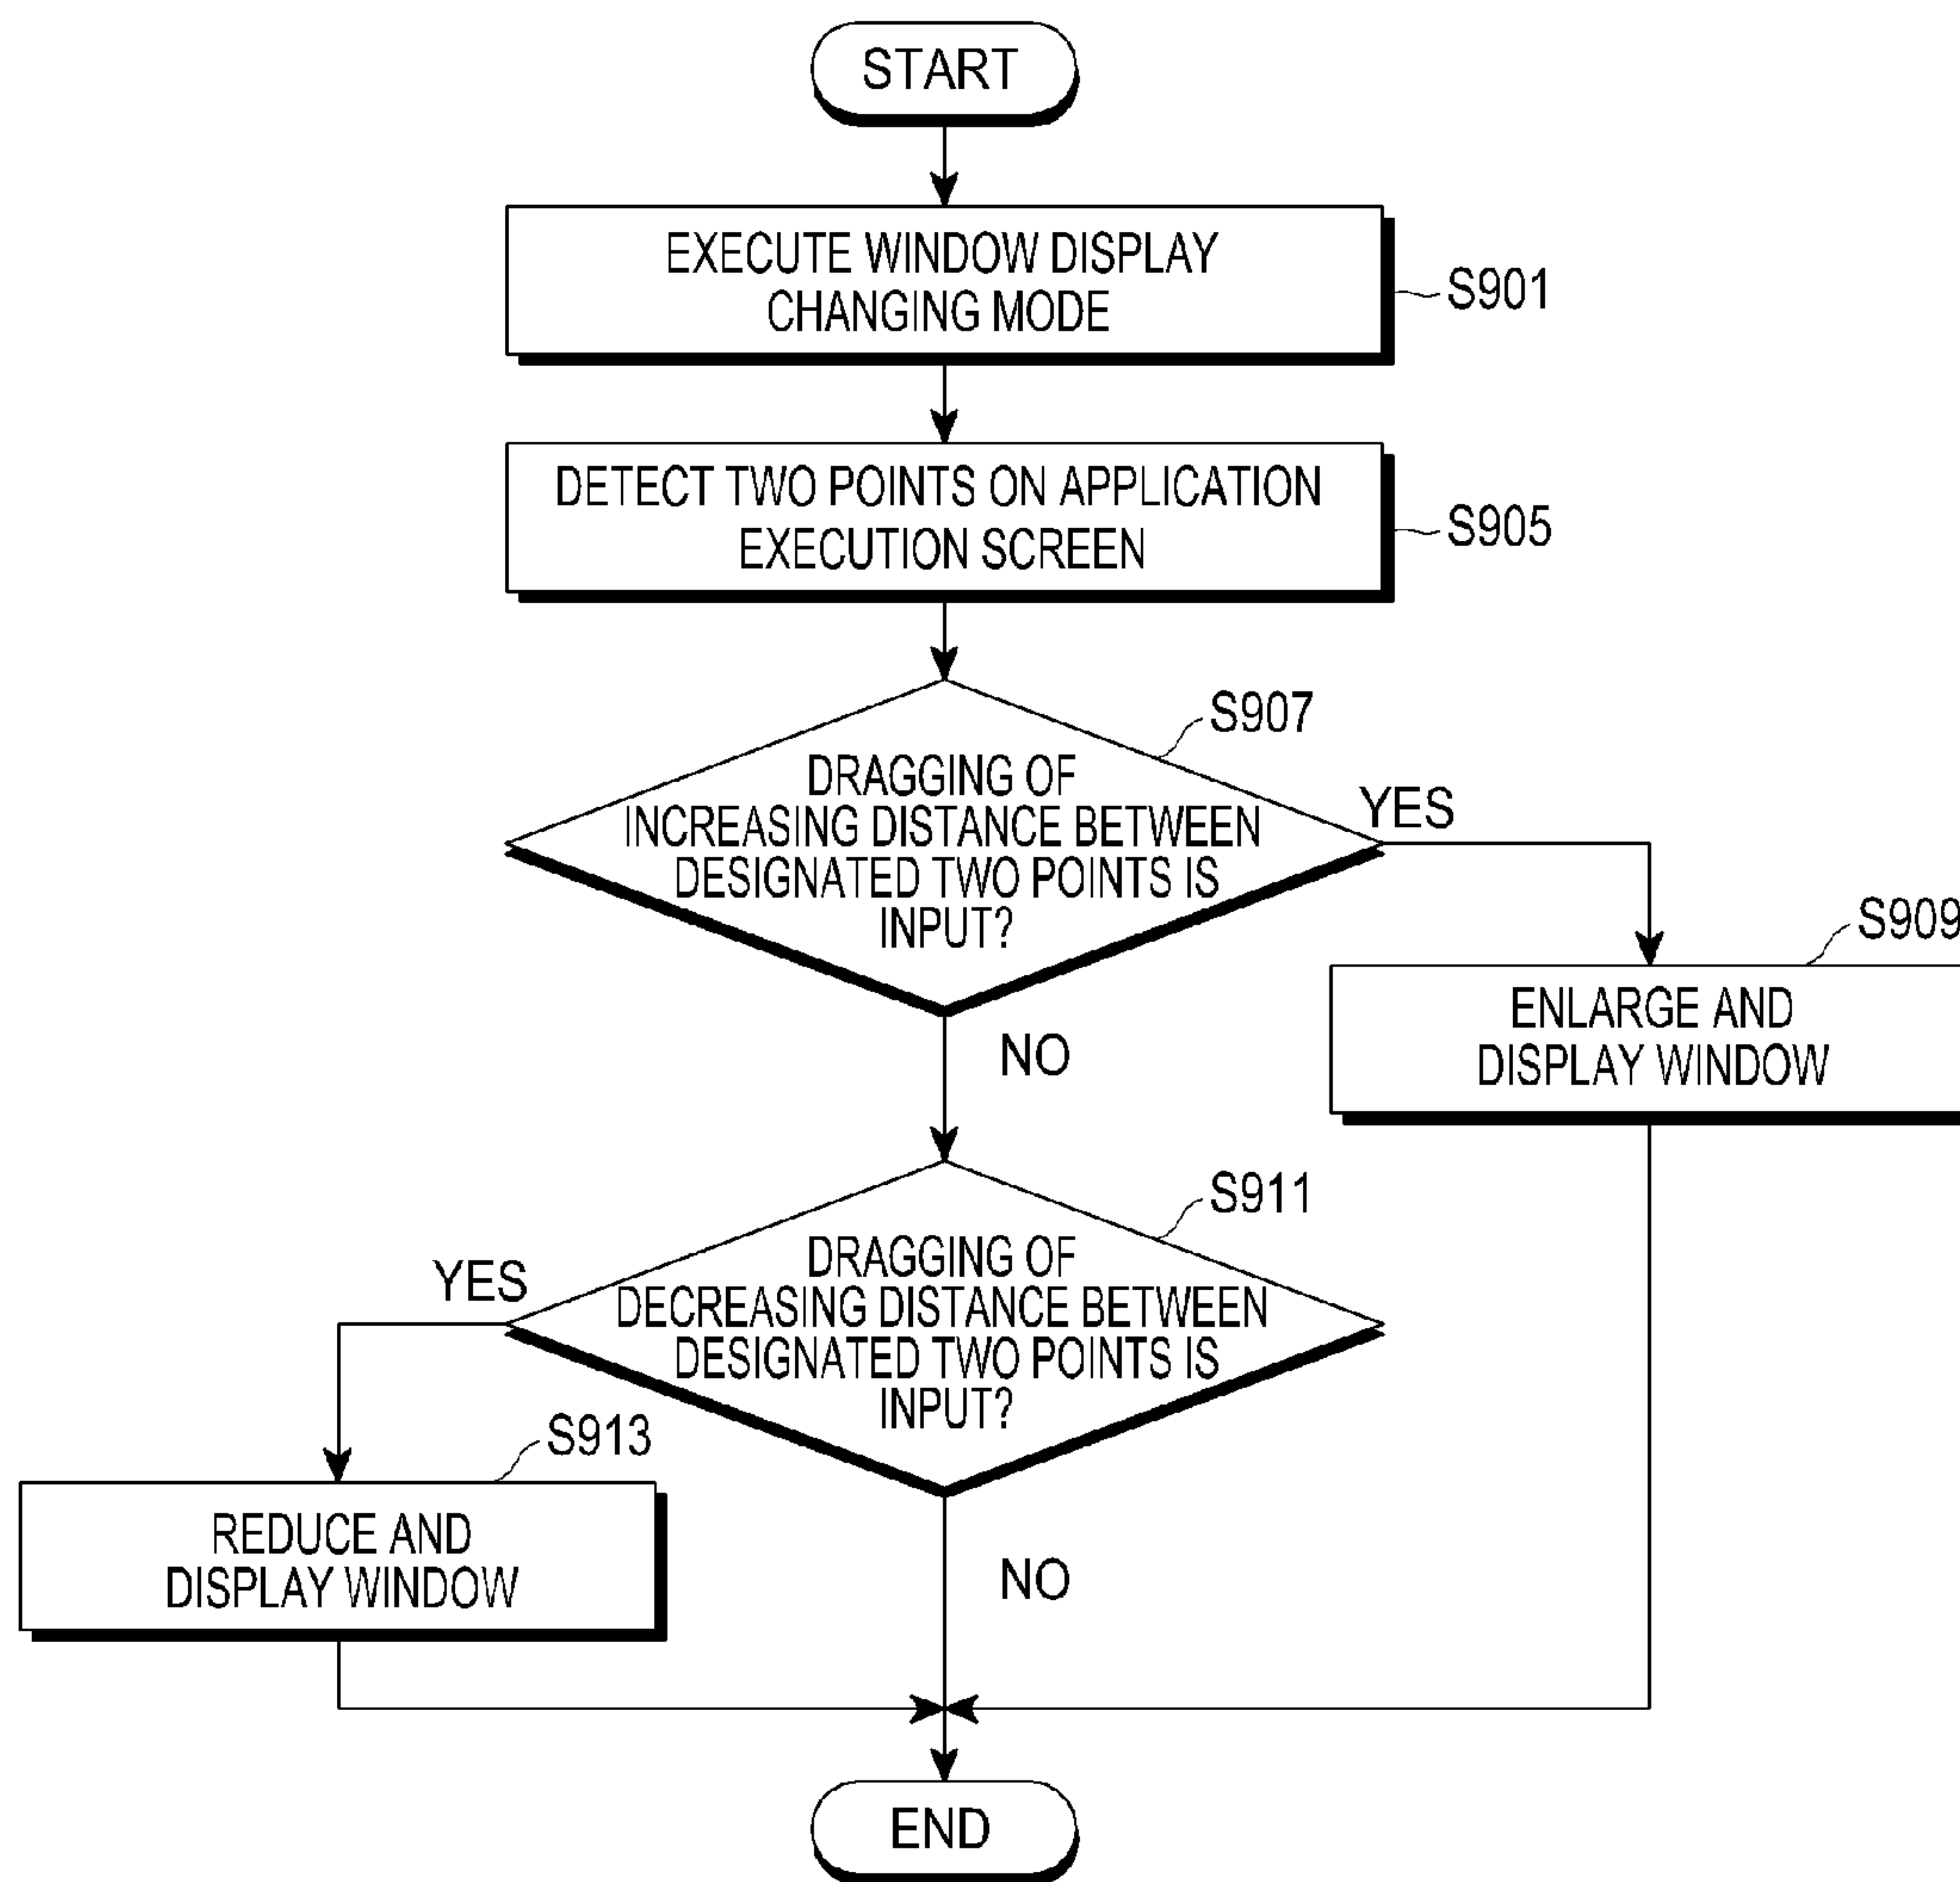 START
EXECUTE WINDOW DISPLAY
CHANGING MODE
S901
DETECT TWO POINTS ON APPLICATION
EXECUTION SCREEN
S905
S907
DRAGGING OF
INCREASING DISTANCE BETWEEN
DESIGNATED TWO POINTS IS
INPUT?
YES
S909
ENLARGE AND
DISPLAY WINDOW
NO
S911
DRAGGING OF
DECREASING DISTANCE BETWEEN
DESIGNATED TWO POINTS IS
INPUT?
YES
S913
REDUCE AND
DISPLAY WINDOW
NO
END